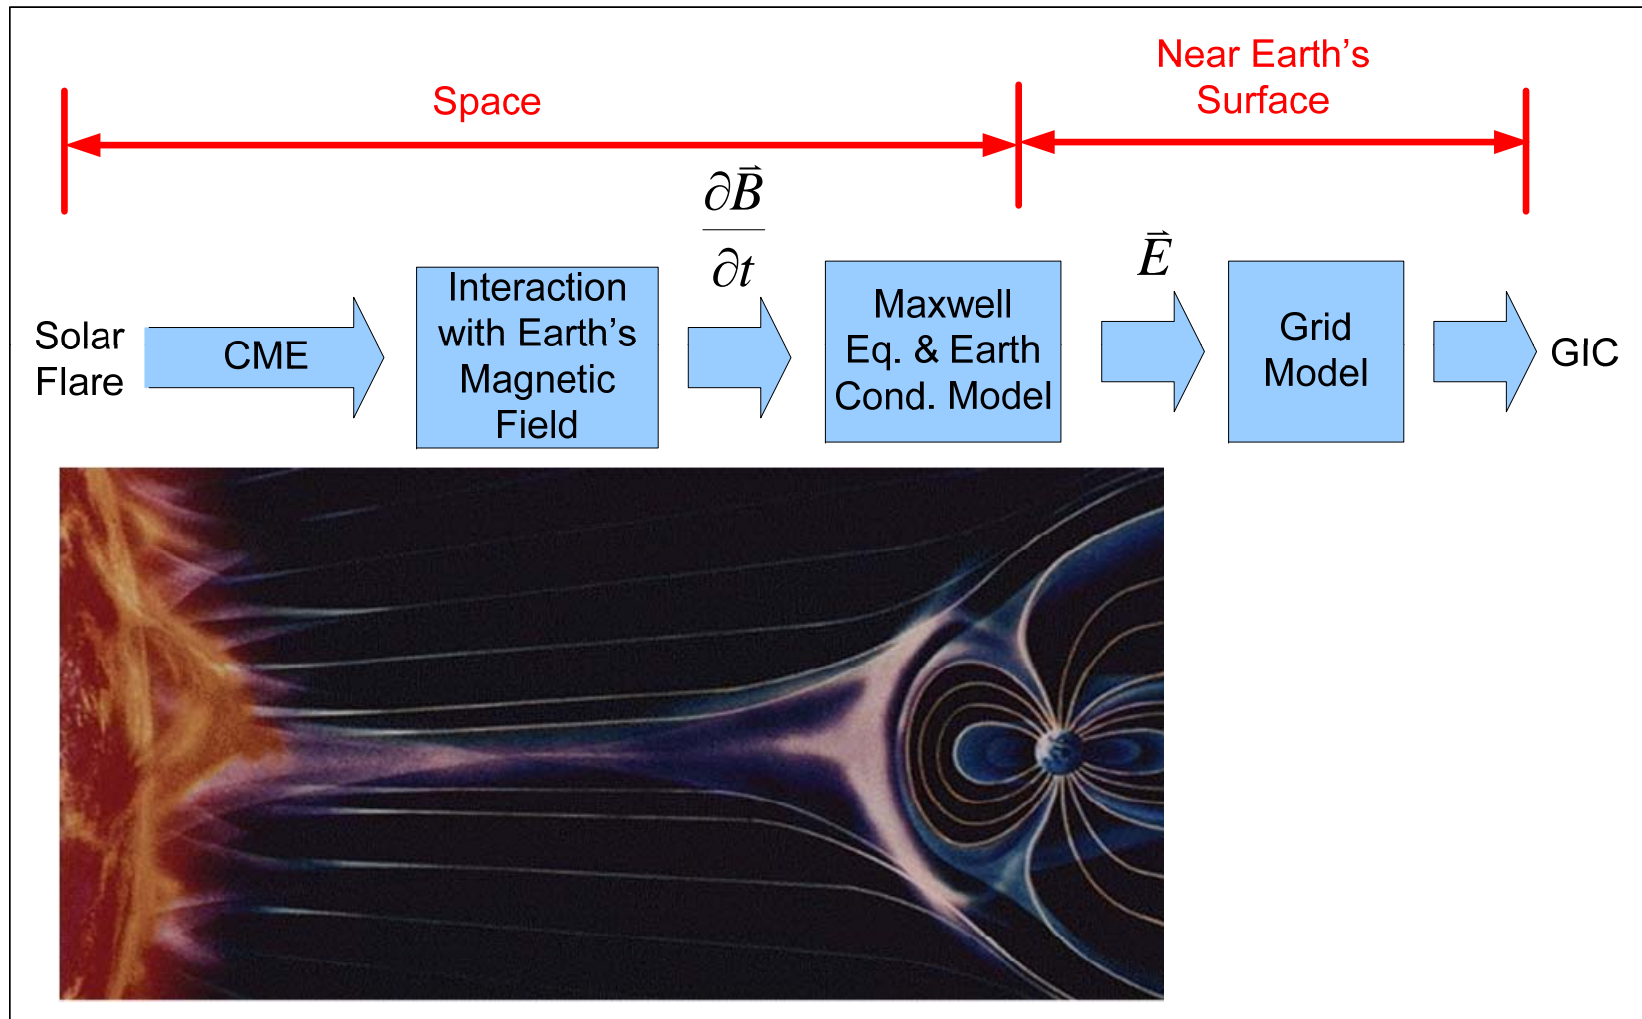 Space
Near Earth's
Surface
∂B⃗
∂t
E⃗
Solar
Flare
CME
Interaction
with Earth's
Magnetic
Field
Maxwell
Eq. & Earth
Cond. Model
Grid
Model
GIC